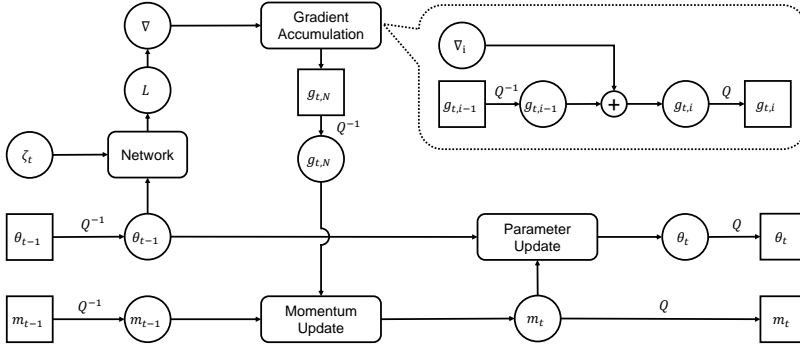 ∇
Gradient
Accumulation
∇ᵢ
L
g_{t,N}
g_{t,i−1}
Q⁻¹
g_{t,i−1}
+
g_{t,i}
Q
g_{t,i}
Q⁻¹
ζ_t
Network
g_{t,N}
θ_{t−1}
Q⁻¹
θ_{t−1}
Parameter
Update
θ_t
Q
θ_t
m_{t−1}
Q⁻¹
m_{t−1}
Momentum
Update
m_t
Q
m_t